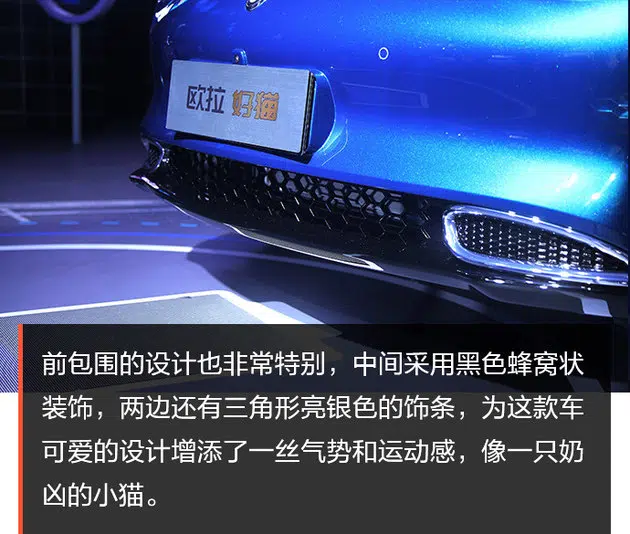 欧拉 好猫
前包围的设计也非常特别，中间采用黑色蜂窝状
装饰，两边还有三角形亮银色的饰条，为这款车
可爱的设计增添了一丝气势和运动感，像一只奶
凶的小猫。